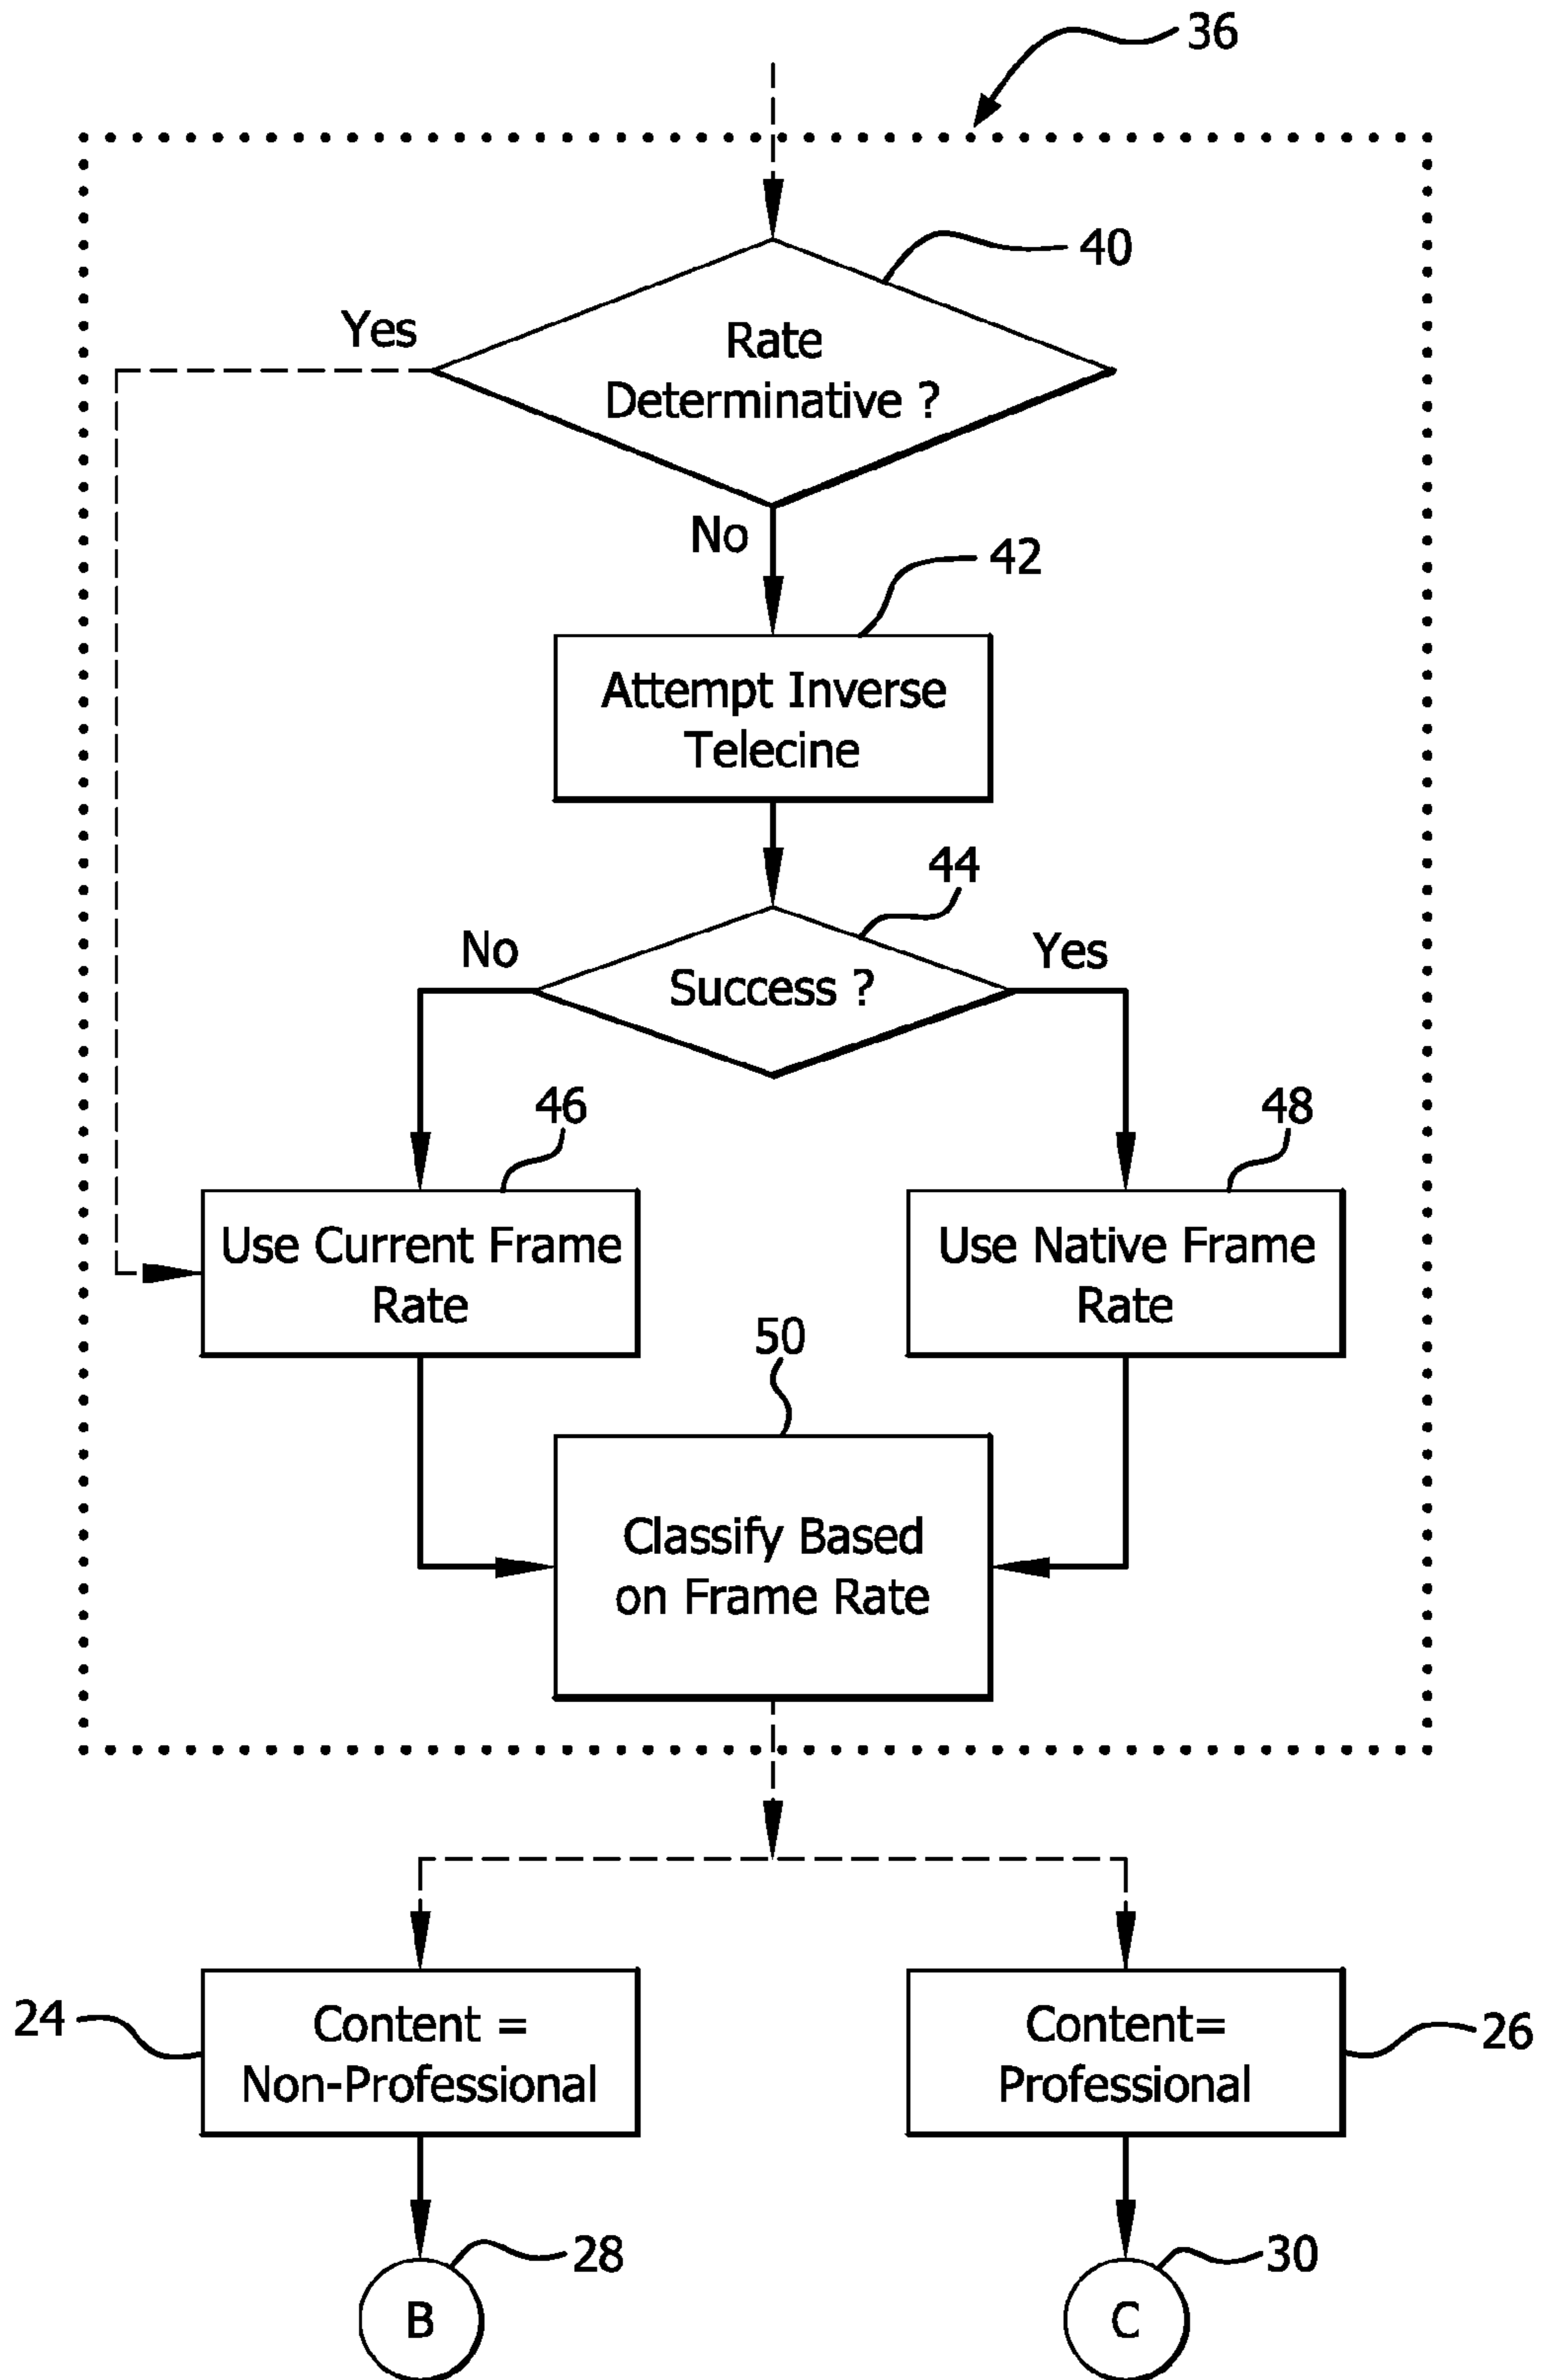 36
40
Yes
Rate
Determinative ?
No
42
Attempt Inverse
Telecine
44
No
Yes
Success ?
46
48
Use Current Frame
Rate
Use Native Frame
Rate
50
Classify Based
on Frame Rate
24
Content =
Non-Professional
Content=
Professional
26
28
30
B
C